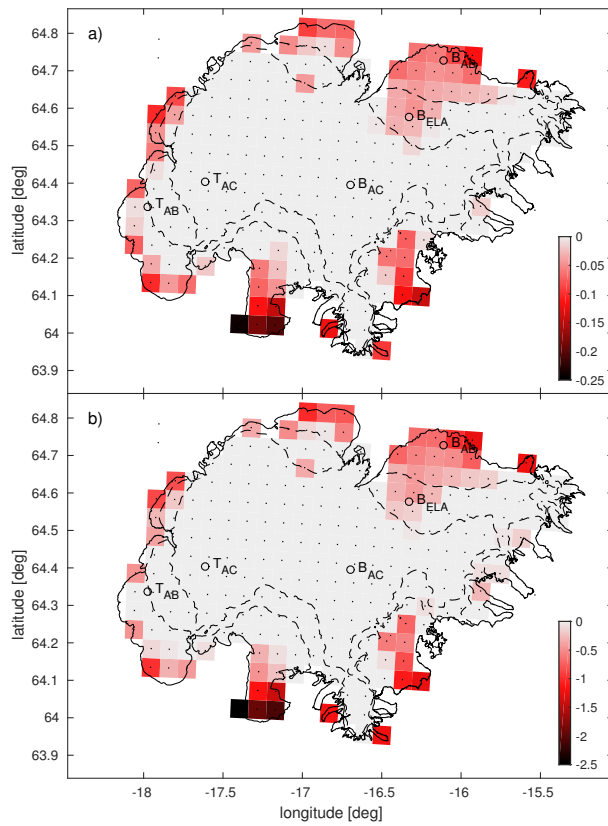 a)
64.8
64.7
64.6
64.5
64.4
64.3
64.2
64.1
64
63.9
latitude [deg]
B_AB
B_ELA
T_AC
B_AC
T_AB
0
-0.05
-0.1
-0.15
-0.2
-0.25
b)
64.8
64.7
64.6
64.5
64.4
64.3
64.2
64.1
64
63.9
latitude [deg]
B_AB
B_ELA
T_AC
B_AC
T_AB
0
-0.5
-1
-1.5
-2
-2.5
-18 -17.5 -17 -16.5 -16 -15.5
longitude [deg]